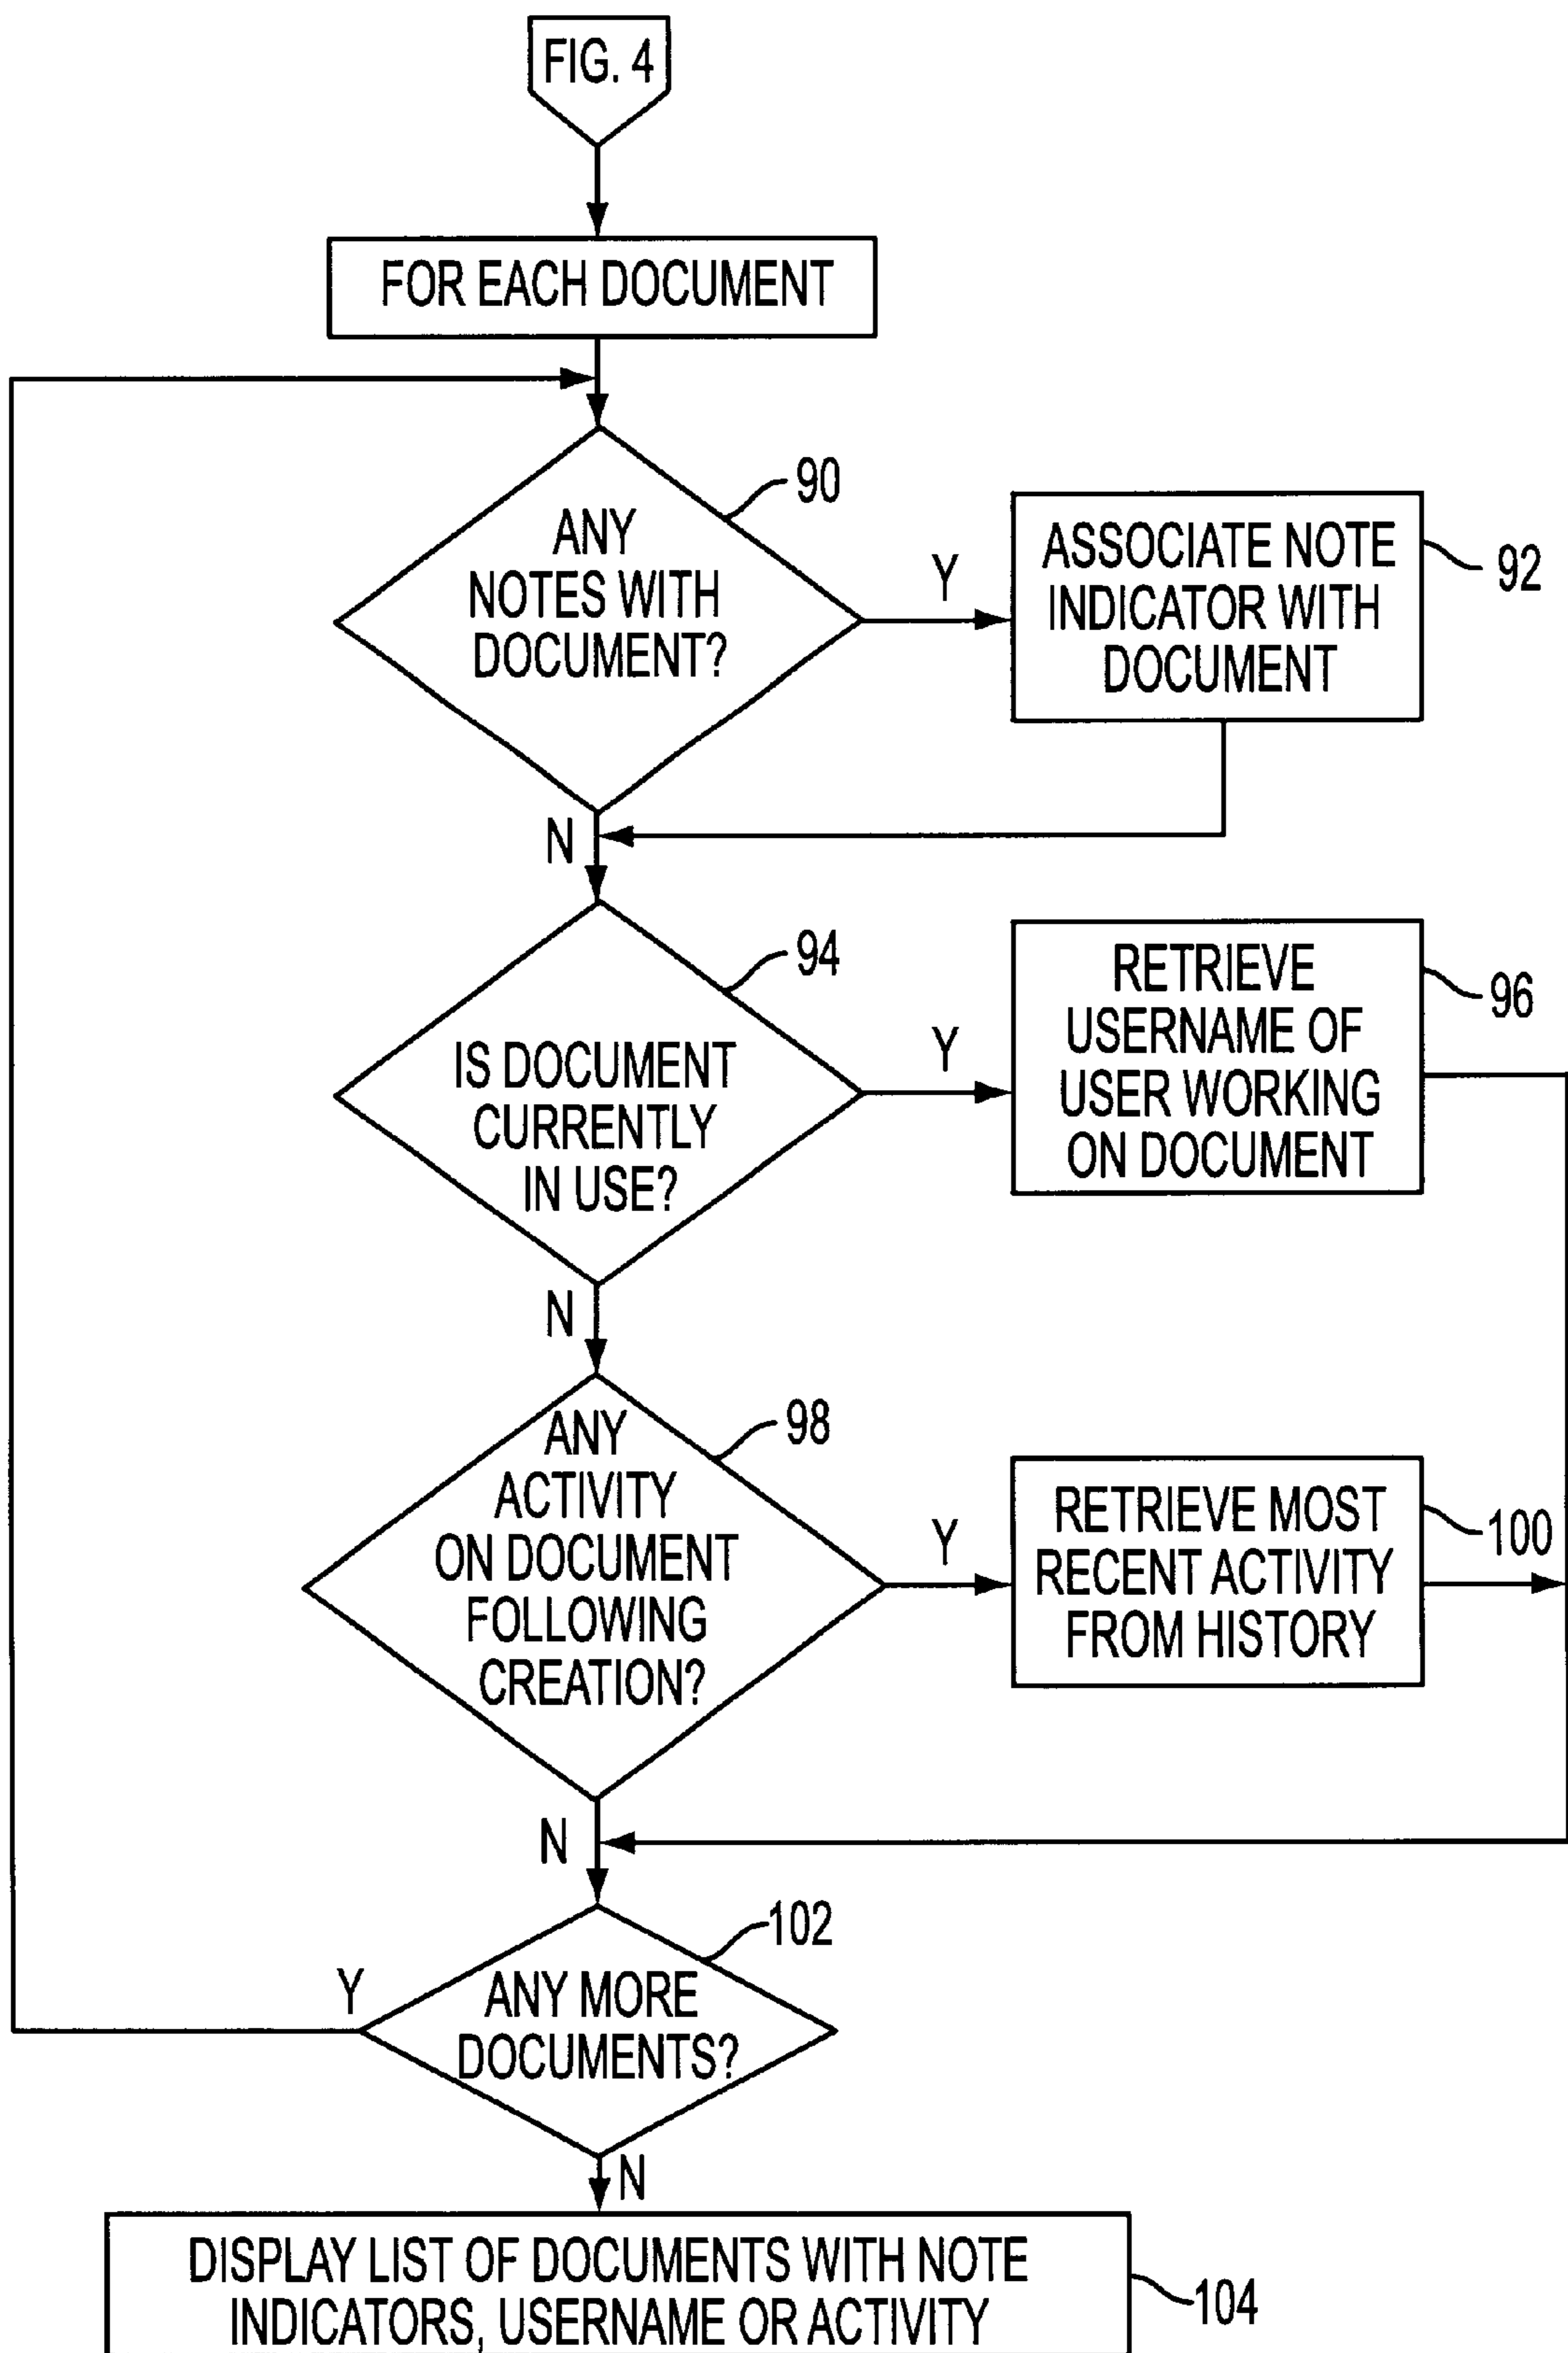 FIG. 4
FOR EACH DOCUMENT
90
ANY
NOTES WITH
DOCUMENT?
Y
ASSOCIATE NOTE
INDICATOR WITH
DOCUMENT
92
N
94
IS DOCUMENT
CURRENTLY
IN USE?
Y
RETRIEVE
USERNAME OF
USER WORKING
ON DOCUMENT
96
N
98
ANY
ACTIVITY
ON DOCUMENT
FOLLOWING
CREATION?
Y
RETRIEVE MOST
RECENT ACTIVITY
FROM HISTORY
100
N
102
ANY MORE
DOCUMENTS?
Y
N
DISPLAY LIST OF DOCUMENTS WITH NOTE
INDICATORS, USERNAME OR ACTIVITY
104